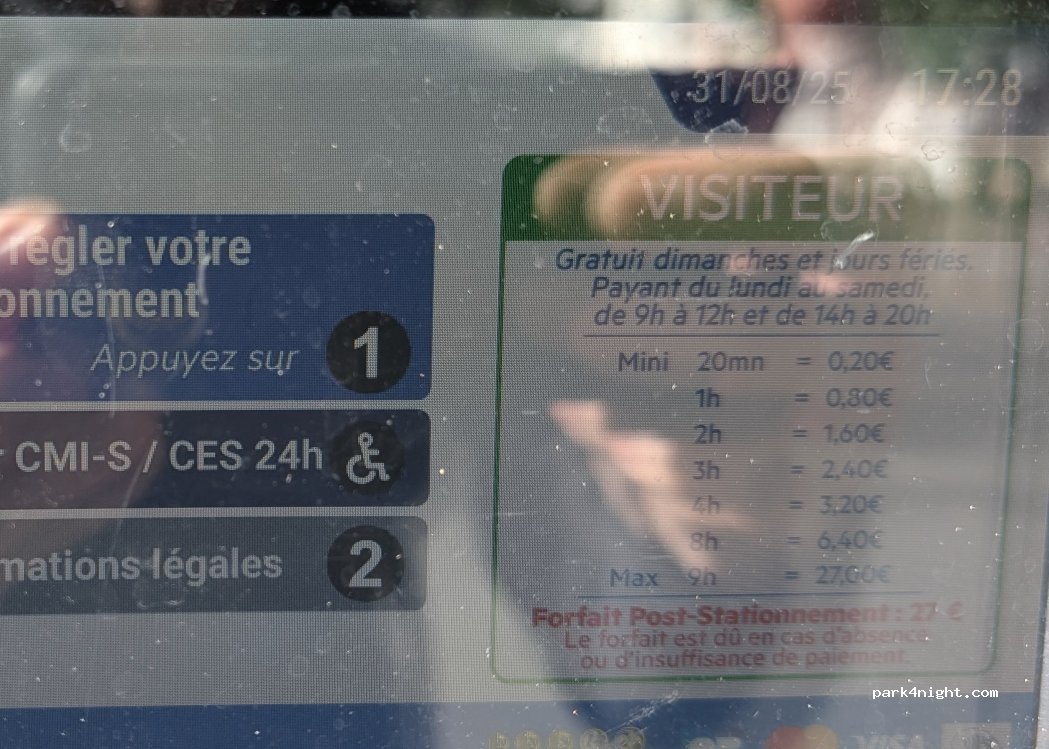 31/08/25 17:28
VISITEUR
Gratuit dimanches et jours fériés.
Payant du lundi au samedi,
de 9h à 12h et de 14h à 20h
Mini 20mn = 0,20€
1h = 0,80€
2h = 1,60€
3h = 2,40€
4h = 3,20€
8h = 6,40€
Max 9h = 27,00€
Forfait Post-Stationnement : 27 €
Le forfait est dû en cas d'absence
ou d'insuffisance de paiement.
régler votre
onnement
Appuyez sur 1
CMI-S / CES 24h
mations légales 2
VISA
park4night.com